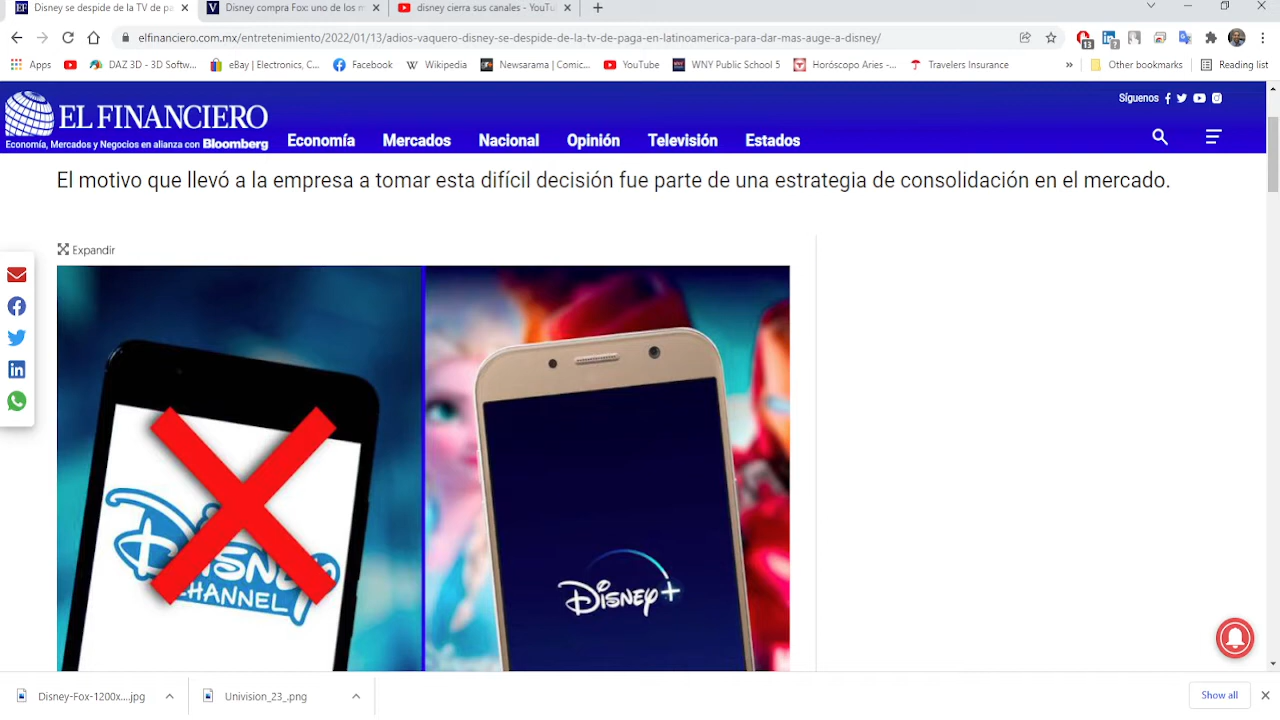 Disney se despide de la TV de pa
Disney compra Fox: uno de los m
disney cierra sus canales - YouTu
elfinanciero.com.mx/entretenimiento/2022/01/13/adios-vaquero-disney-se-despide-de-la-tv-de-paga-en-latinoamerica-para-dar-mas-auge-a-disney/
13
7
Apps
DAZ 3D - 3D Softw...
eBay | Electronics, C...
Facebook
Wikipedia
Newsarama | Comic...
YouTube
WNY Public School 5
Horóscopo Aries -...
Travelers Insurance
»
Other bookmarks
Reading list
EL FINANCIERO
Economía, Mercados y Negocios en alianza con Bloomberg
Economía
Mercados
Nacional
Opinión
Televisión
Estados
Síguenos
El motivo que llevó a la empresa a tomar esta difícil decisión fue parte de una estrategia de consolidación en el mercado.
Expandir
Disney
CHANNEL
Disney+
Disney-Fox-1200x....jpg
Univision_23_.png
Show all